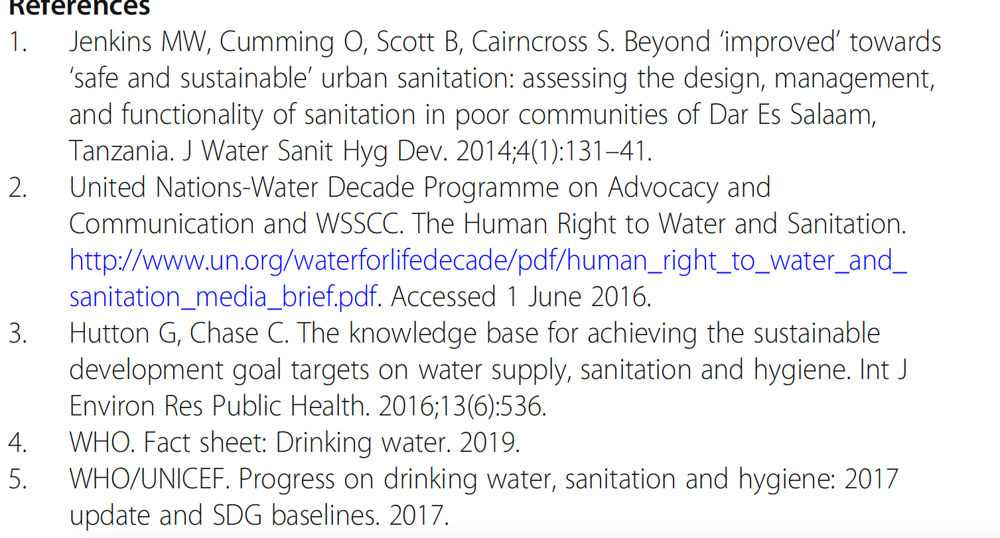 References
1. Jenkins MW, Cumming O, Scott B, Cairncross S. Beyond ‘improved’ towards
‘safe and sustainable’ urban sanitation: assessing the design, management,
and functionality of sanitation in poor communities of Dar Es Salaam,
Tanzania. J Water Sanit Hyg Dev. 2014;4(1):131–41.
2. United Nations-Water Decade Programme on Advocacy and
Communication and WSSCC. The Human Right to Water and Sanitation.
http://www.un.org/waterforlifedecade/pdf/human_right_to_water_and_
sanitation_media_brief.pdf. Accessed 1 June 2016.
3. Hutton G, Chase C. The knowledge base for achieving the sustainable
development goal targets on water supply, sanitation and hygiene. Int J
Environ Res Public Health. 2016;13(6):536.
4. WHO. Fact sheet: Drinking water. 2019.
5. WHO/UNICEF. Progress on drinking water, sanitation and hygiene: 2017
update and SDG baselines. 2017.